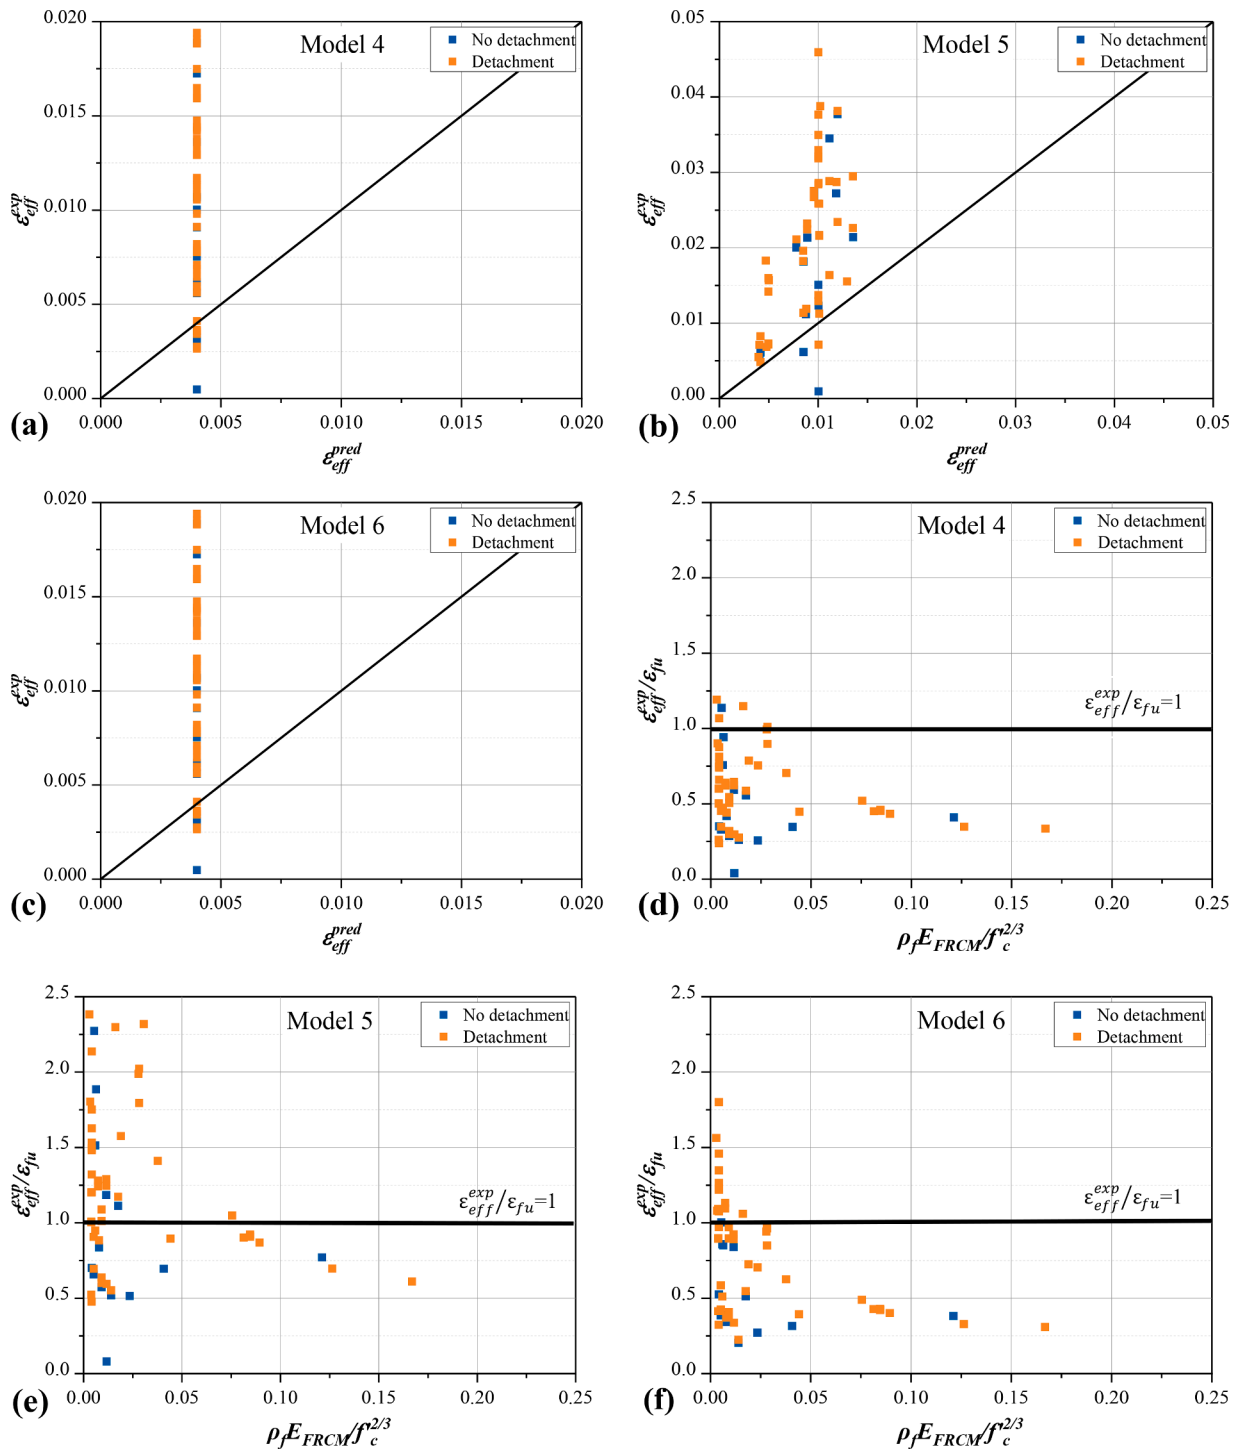 0.020
0.015
0.010
0.005
0.000
0.000 0.005 0.010 0.015 0.020
Model 4
No detachment
Detachment
ε_eff^exp
ε_eff^pred
(a)
0.05
0.04
0.03
0.02
0.01
0.00
0.00 0.01 0.02 0.03 0.04 0.05
Model 5
No detachment
Detachment
ε_eff^exp
ε_eff^pred
(b)
0.020
0.015
0.010
0.005
0.000
0.000 0.005 0.010 0.015 0.020
Model 6
No detachment
Detachment
ε_eff^exp
ε_eff^pred
(c)
2.5
2.0
1.5
1.0
0.5
0.0
0.00 0.05 0.10 0.15 0.20 0.25
Model 4
No detachment
Detachment
ε_eff^exp/ε_fu=1
ε_eff^exp/ε_fu
ρ_f E_FRCM/f'_c^2/3
(d)
2.5
2.0
1.5
1.0
0.5
0.0
0.00 0.05 0.10 0.15 0.20 0.25
Model 5
No detachment
Detachment
ε_eff^exp/ε_fu=1
ε_eff^exp/ε_fu
ρ_f E_FRCM/f'_c^2/3
(e)
2.5
2.0
1.5
1.0
0.5
0.0
0.00 0.05 0.10 0.15 0.20 0.25
Model 6
No detachment
Detachment
ε_eff^exp/ε_fu=1
ε_eff^exp/ε_fu
ρ_f E_FRCM/f'_c^2/3
(f)